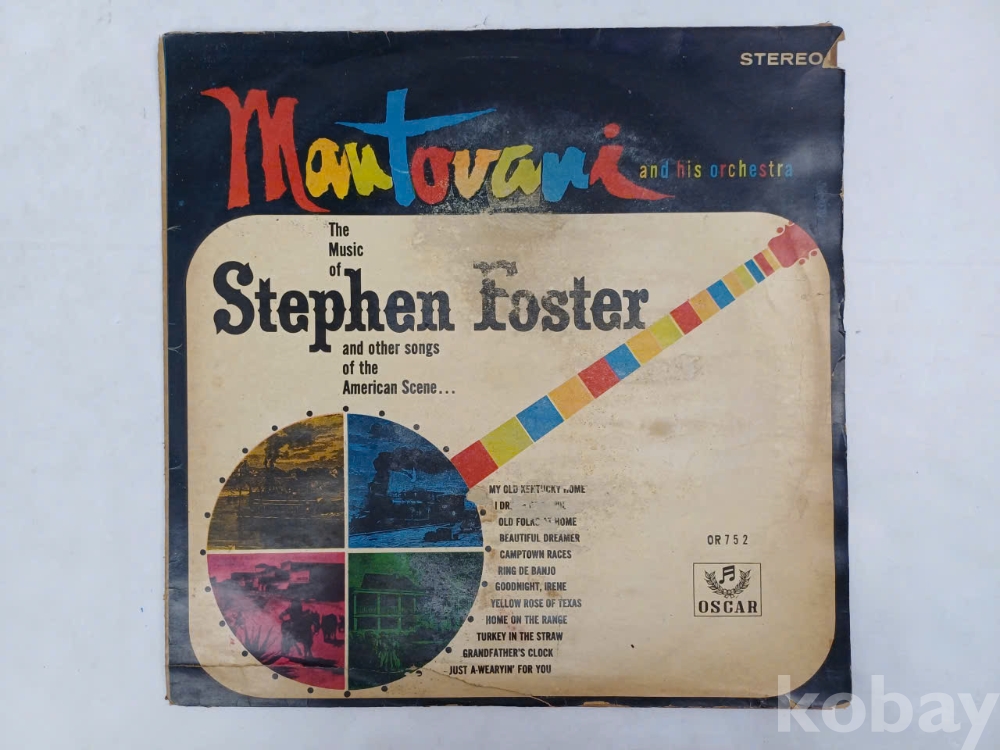 STEREO
Mantovani and his orchestra
The
Music
of
Stephen Foster
and other songs
of the
American Scene...
MY OLD KENTUCKY HOME
I DR
OLD FOLKS AT HOME
BEAUTIFUL DREAMER
CAMPTOWN RACES
RING DE BANJO
GOODNIGHT, IRENE
YELLOW ROSE OF TEXAS
HOME ON THE RANGE
TURKEY IN THE STRAW
GRANDFATHER'S CLOCK
JUST A-WEARYIN' FOR YOU
OR 752
OSCAR
kobay